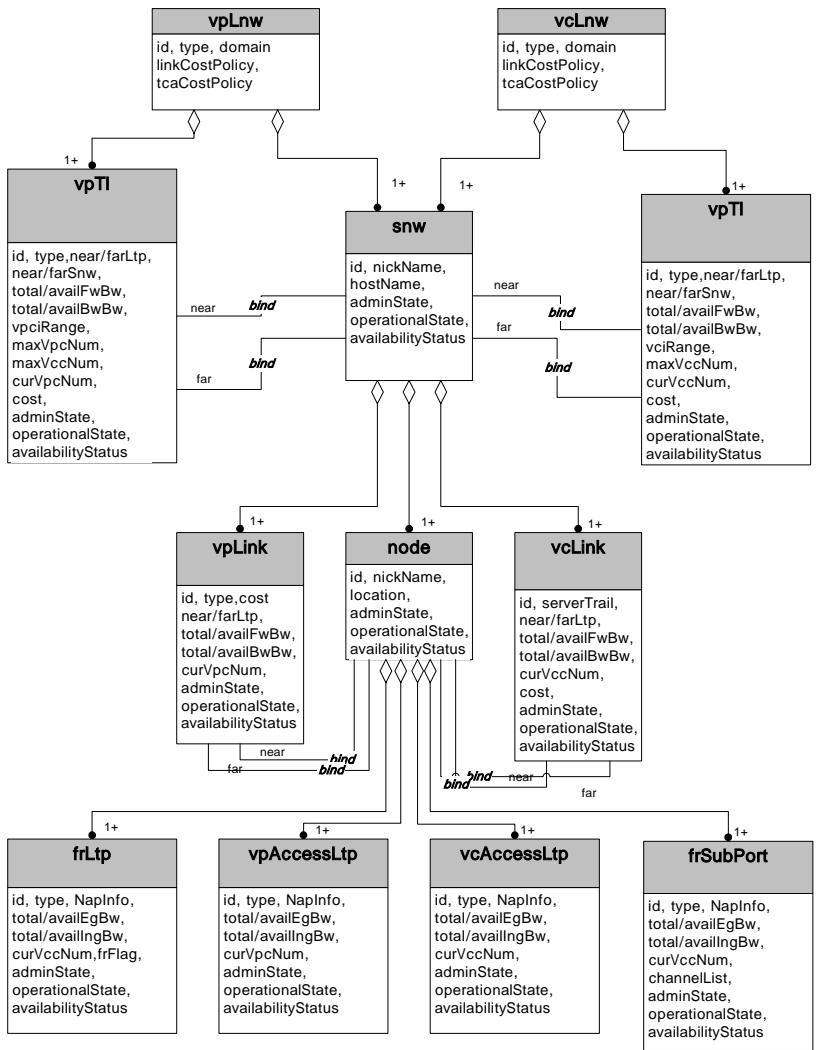 vpLnw
id, type, domain
linkCostPolicy,
tcaCostPolicy
vcLnw
id, type, domain
linkCostPolicy,
tcaCostPolicy
1+
1+
1+
1+
vpTl
id, type,near/farLtp,
near/farSnw,
total/availFwBw,
total/availBwBw,
vpciRange,
maxVpcNum,
maxVccNum,
curVpcNum,
cost,
adminState,
operationalState,
availabilityStatus
near
bind
far
bind
snw
id, nickName,
hostName,
adminState,
operationalState,
availabilityStatus
near
bind
far
bind
vpTl
id, type,near/farLtp,
near/farSnw,
total/availFwBw,
total/availBwBw,
vciRange,
maxVccNum,
curVccNum,
cost,
adminState,
operationalState,
availabilityStatus
1+
1+
1+
vpLink
id, type,cost
near/farLtp,
total/availFwBw,
total/availBwBw,
curVpcNum,
adminState,
operationalState,
availabilityStatus
node
id, nickName,
location,
adminState,
operationalState,
availabilityStatus
vcLink
id, serverTrail,
near/farLtp,
total/availFwBw,
total/availBwBw,
curVccNum,
cost,
adminState,
operationalState,
availabilityStatus
near
bind
far
bind
bind
near
bind
far
1+
1+
1+
1+
frLtp
id, type, NapInfo,
total/availEgBw,
total/availIngBw,
curVccNum,frFlag,
adminState,
operationalState,
availabilityStatus
vpAccessLtp
id, type, NapInfo,
total/availEgBw,
total/availIngBw,
curVpcNum,
adminState,
operationalState,
availabilityStatus
vcAccessLtp
id, type, NapInfo,
total/availEgBw,
total/availIngBw,
curVccNum,
adminState,
operationalState,
availabilityStatus
frSubPort
id, type, NapInfo,
total/availEgBw,
total/availIngBw,
curVccNum,
channelList,
adminState,
operationalState,
availabilityStatus